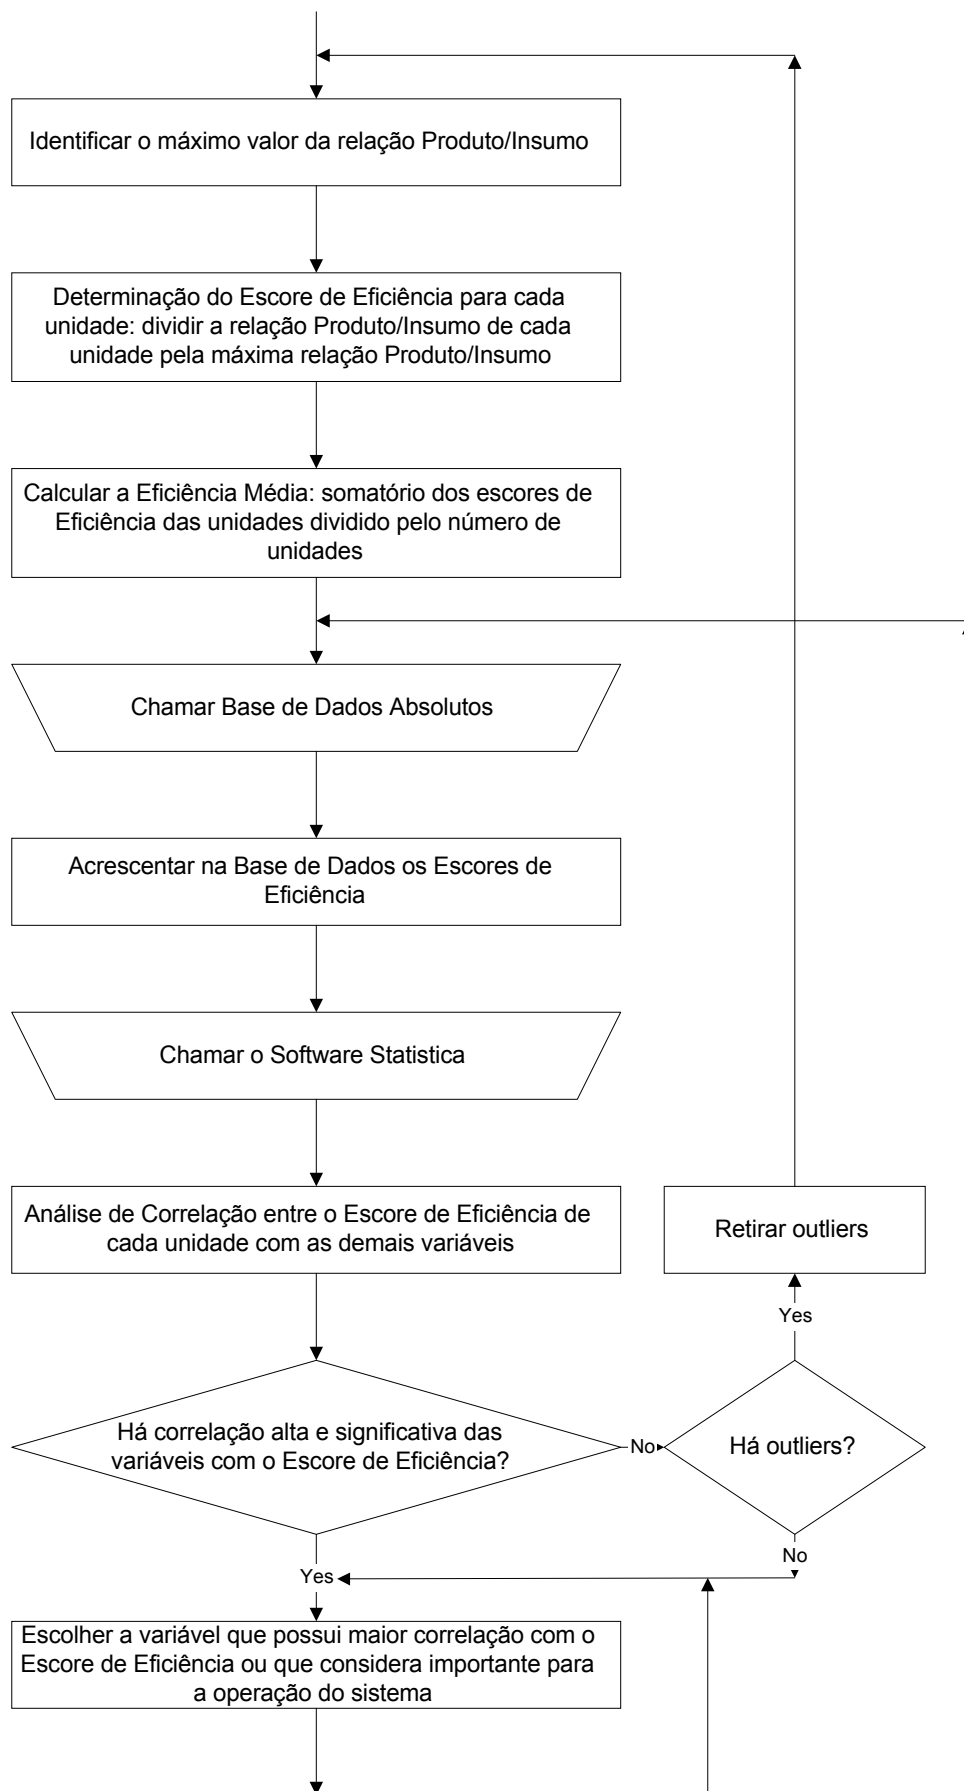 Identificar o máximo valor da relação Produto/Insumo
Determinação do Escore de Eficiência para cada
unidade: dividir a relação Produto/Insumo de cada
unidade pela máxima relação Produto/Insumo
Calcular a Eficiência Média: somatório dos escores de
Eficiência das unidades dividido pelo número de
unidades
Chamar Base de Dados Absolutos
Acrescentar na Base de Dados os Escores de
Eficiência
Chamar o Software Statistica
Análise de Correlação entre o Escore de Eficiência de
cada unidade com as demais variáveis
Retirar outliers
Yes
Há correlação alta e significativa das
variáveis com o Escore de Eficiência?
No
Há outliers?
No
Yes
Escolher a variável que possui maior correlação com o
Escore de Eficiência ou que considera importante para
a operação do sistema